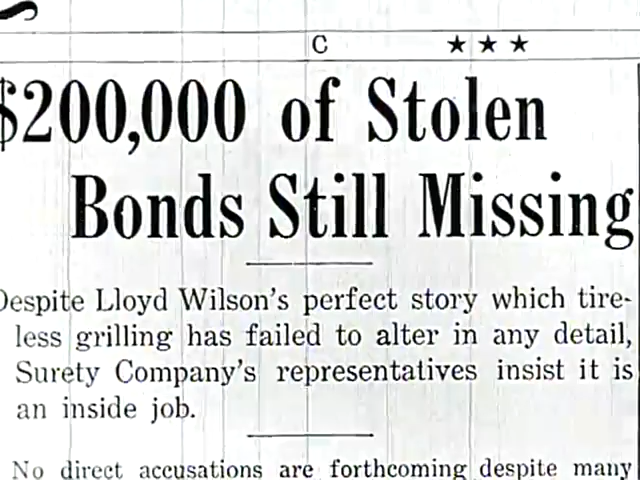 C ★ ★ ★
$200,000 of Stolen
Bonds Still Missing
Despite Lloyd Wilson's perfect story which tire-
less grilling has failed to alter in any detail,
Surety Company's representatives insist it is
an inside job.
No direct accusations are forthcoming despite many